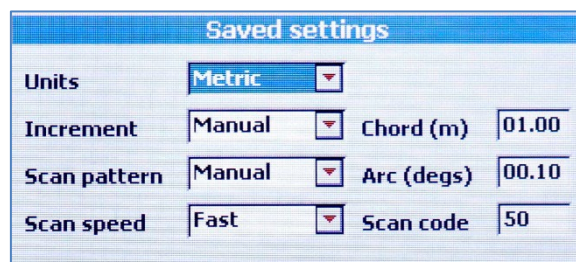 Saved settings
Units Metric
Increment Manual Chord (m) 01.00
Scan pattern Manual Arc (degs) 00.10
Scan speed Fast Scan code 50